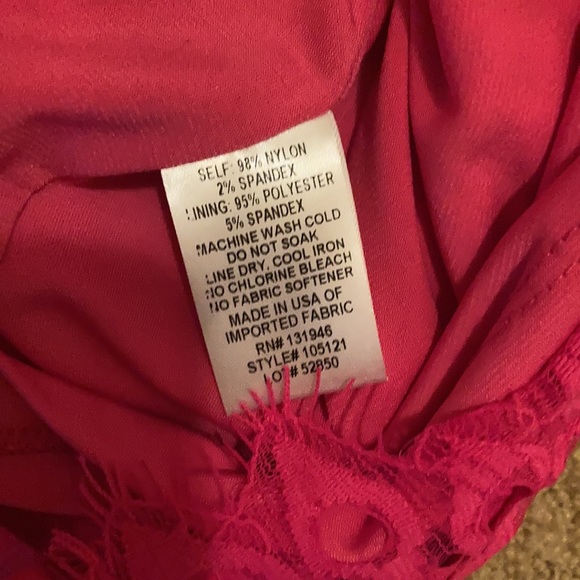 SELF: 98% NYLON
2% SPANDEX
LINING: 95% POLYESTER
5% SPANDEX
MACHINE WASH COLD
DO NOT SOAK
LINE DRY, COOL IRON
NO CHLORINE BLEACH
NO FABRIC SOFTENER
MADE IN USA OF
IMPORTED FABRIC
RN# 131946
STYLE# 105121
LOT# 52850